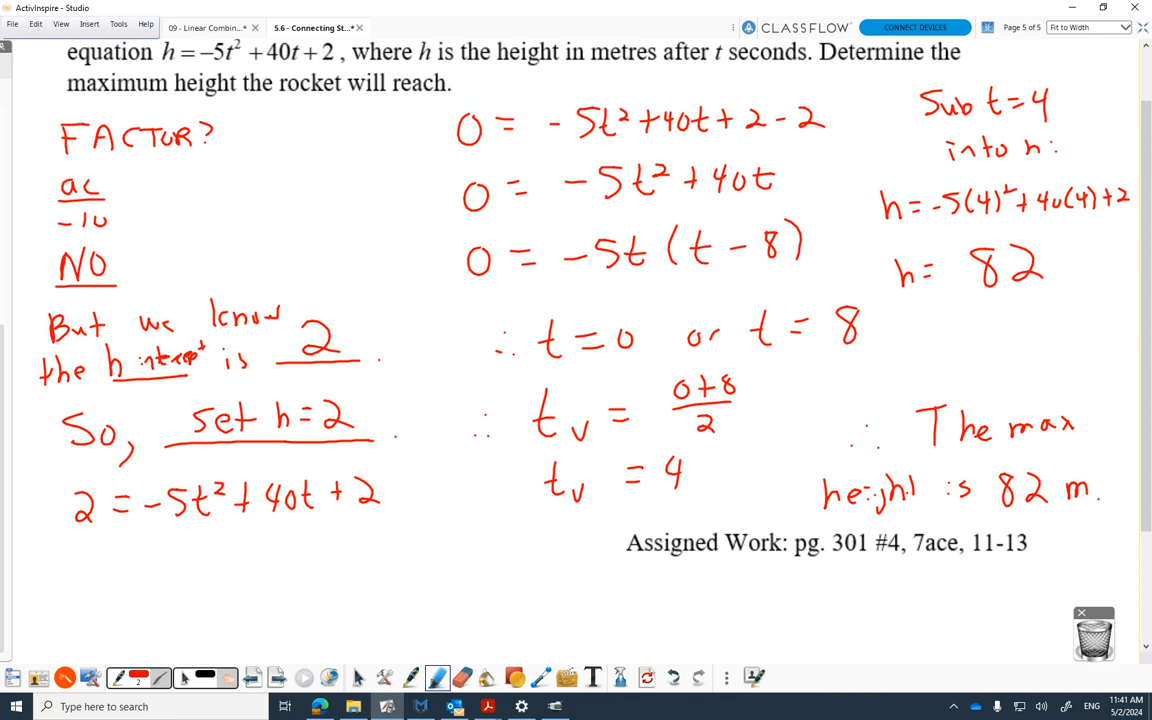 ActivInspire - Studio
File Edit View Insert Tools Help
09 - Linear Combin...* 5.6 - Connecting St...*
CLASSFLOW
CONNECT DEVICES
Page 5 of 5
Fit to Width
equation h = −5t² + 40t + 2, where h is the height in metres after t seconds. Determine the
maximum height the rocket will reach.
FACTOR?
ac
-10
NO
But we know
the h intercept is 2.
So, set h = 2.
2 = -5t² + 40t + 2
0 = - 5t² + 40t + 2 - 2
0 = - 5t² + 40t
0 = - 5t (t - 8)
∴ t = 0 or t = 8
∴ tv = 0+8
2
tv = 4
Sub t = 4
into h:
h = -5(4)² + 40(4) + 2
h = 82
∴ The max
height is 82 m.
Assigned Work: pg. 301 #4, 7ace, 11-13
2
Type here to search
ENG
11:41 AM
5/2/2024